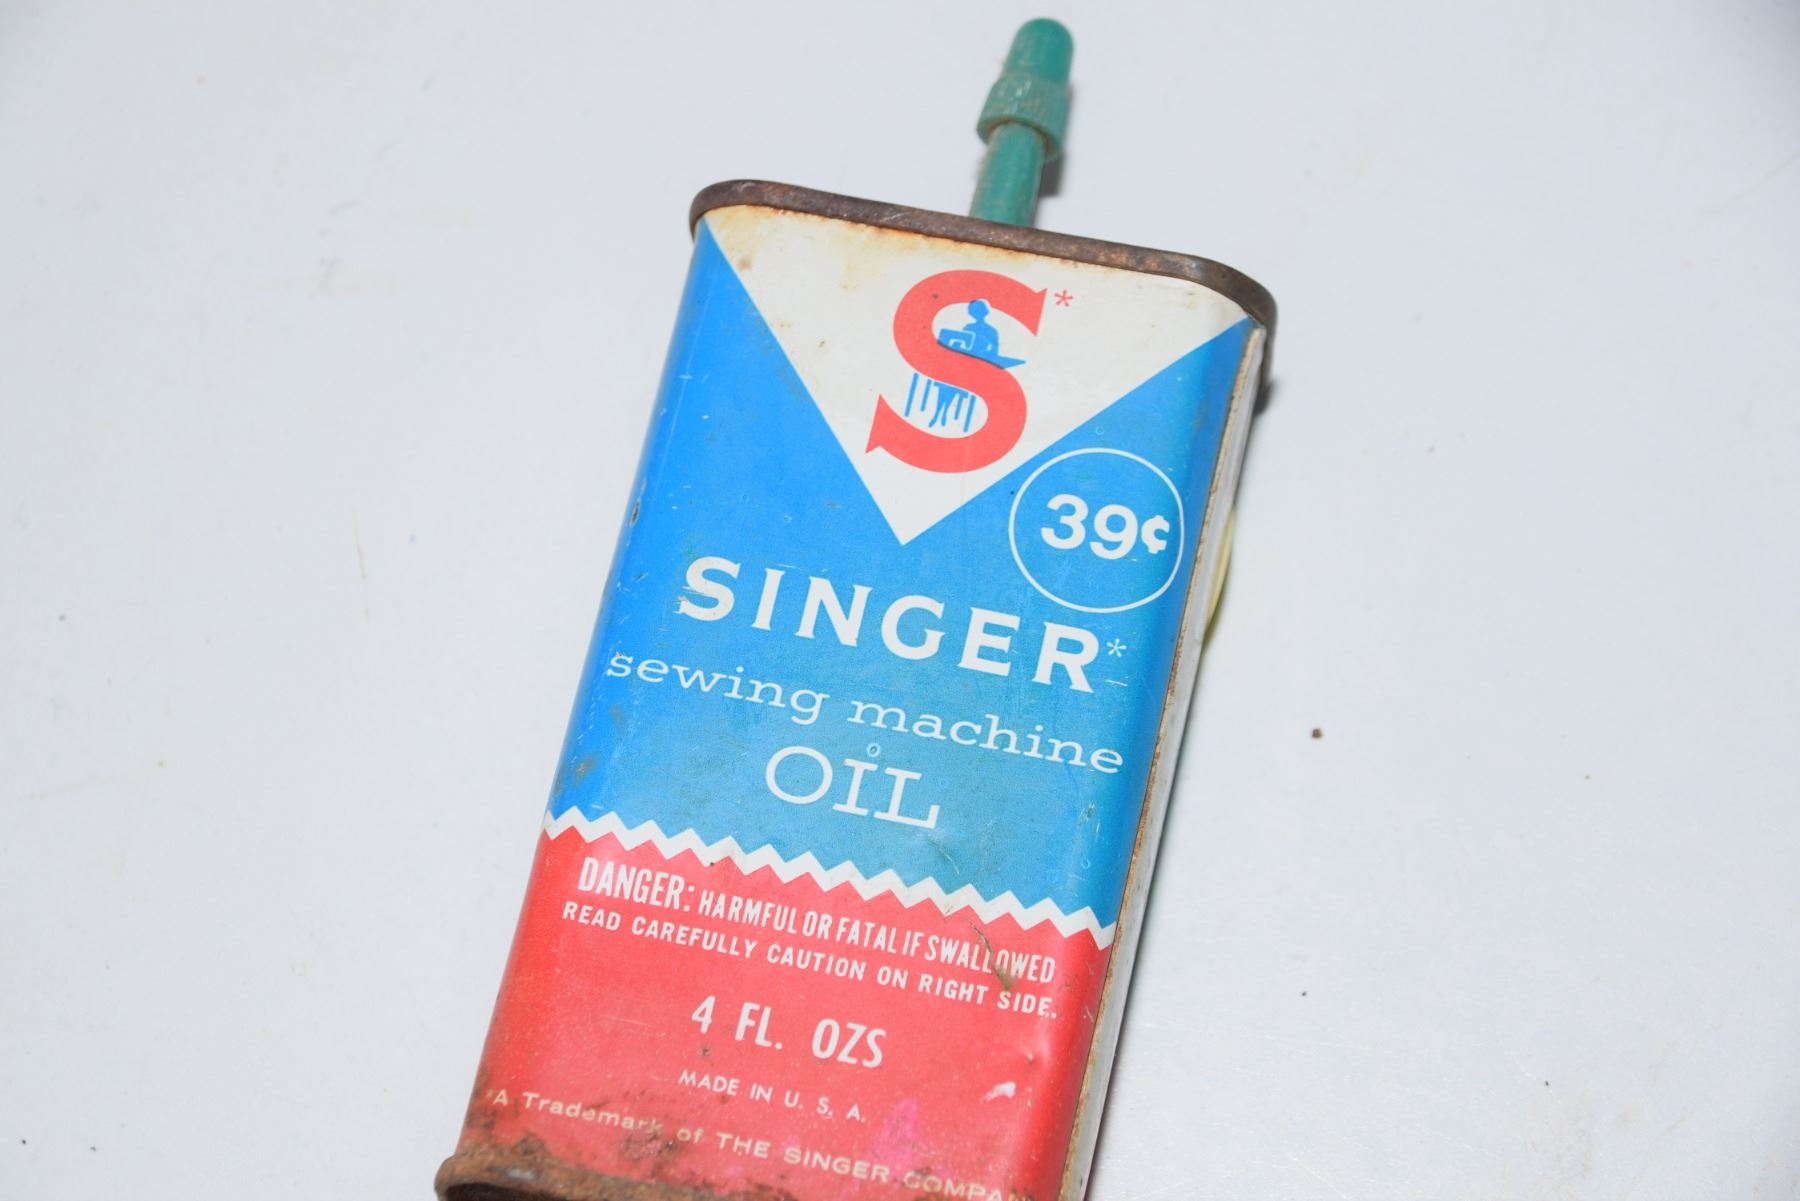 S*
39¢
SINGER*
sewing machine
OIL
DANGER: HARMFUL OR FATAL IF SWALLOWED
READ CAREFULLY CAUTION ON RIGHT SIDE.
4 FL. OZS
MADE IN U. S. A.
*A Trademark of THE SINGER COMPANY